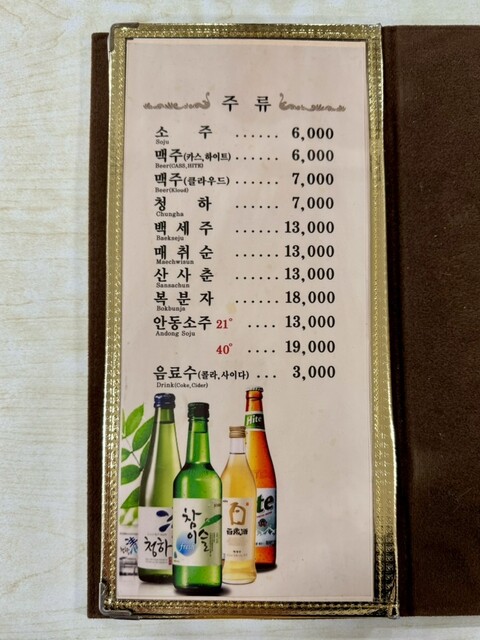 주 류
소 주 ...... 6,000
Soju
맥주(카스,하이트) ...... 6,000
Beer(CASS,HITE)
맥주(클라우드) ...... 7,000
Beer(Kloud)
청 하 ...... 7,000
Chungha
백 세 주 ...... 13,000
Baekseju
매 취 순 ...... 13,000
Maechwisun
산 사 춘 ...... 13,000
Sansachun
복 분 자 ...... 18,000
Bokbunja
안동소주 21° .... 13,000
Andong Soju
40° .... 19,000
음료수(콜라,사이다) ... 3,000
Drink(Coke,Cider)
Hite
청하
참이슬
fresh
te